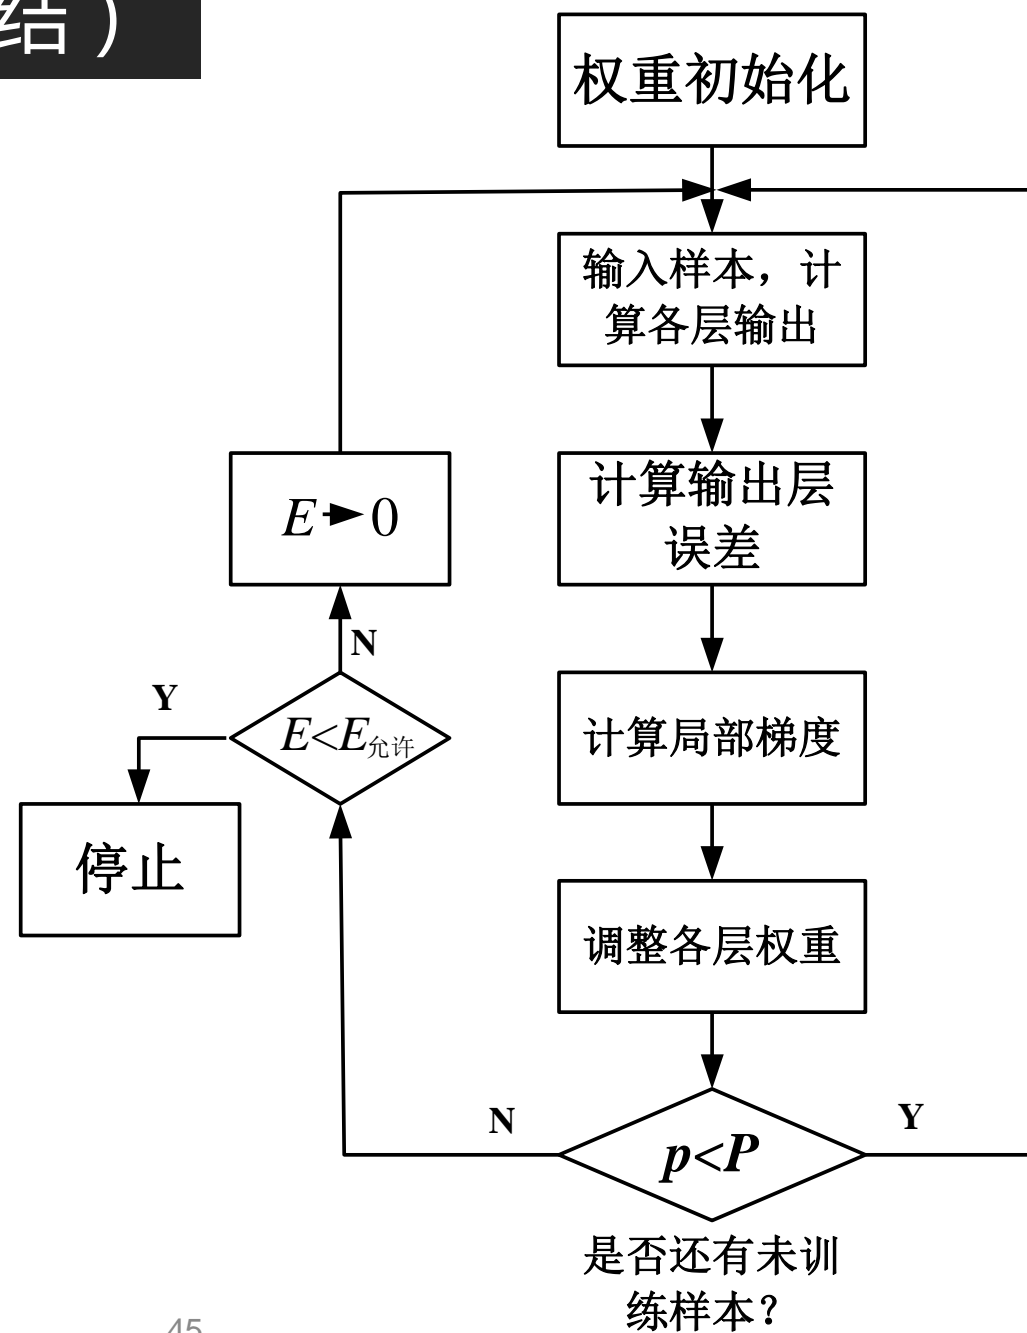 结）
权重初始化
输入样本，计
算各层输出
计算输出层
误差
E→0
N
Y
E<E允许
计算局部梯度
停止
调整各层权重
N
Y
p<P
是否还有未训
练样本？
45